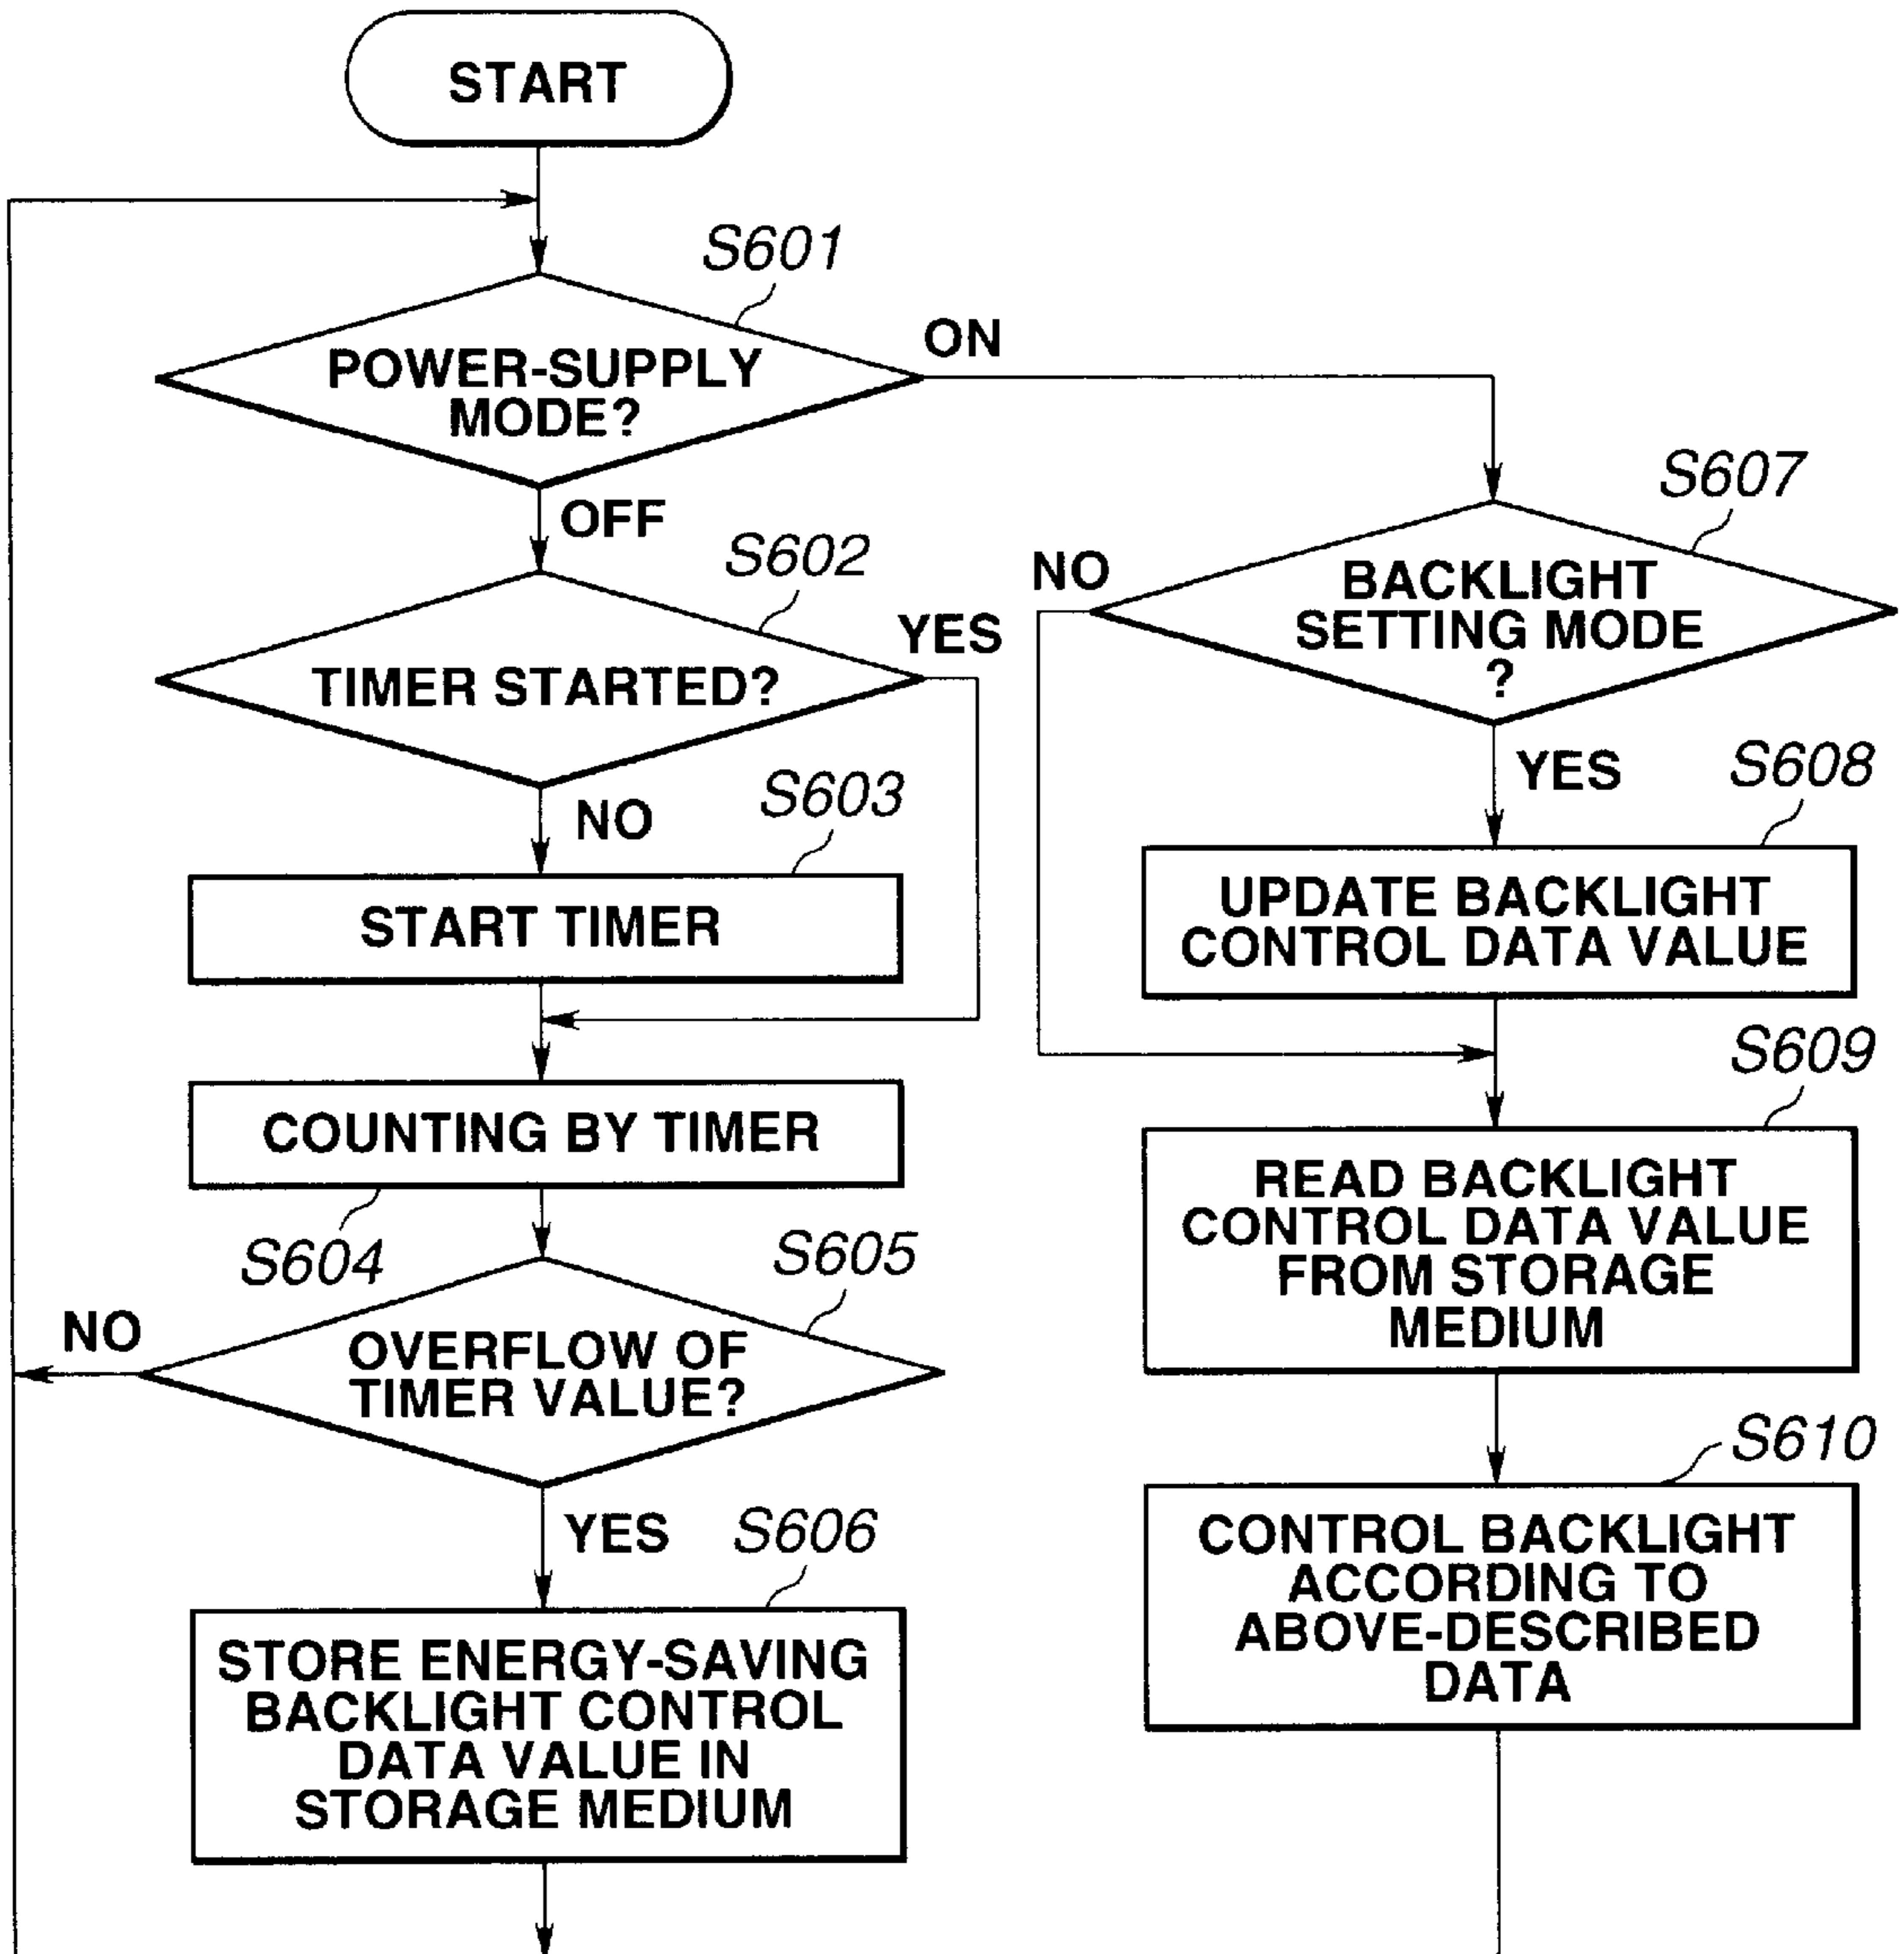 START
S601
POWER-SUPPLY
MODE?
ON
OFF
S602
TIMER STARTED?
YES
NO
S603
START TIMER
COUNTING BY TIMER
S604
S605
OVERFLOW OF
TIMER VALUE?
NO
YES
S606
STORE ENERGY-SAVING
BACKLIGHT CONTROL
DATA VALUE IN
STORAGE MEDIUM
S607
BACKLIGHT
SETTING MODE
?
NO
YES
S608
UPDATE BACKLIGHT
CONTROL DATA VALUE
S609
READ BACKLIGHT
CONTROL DATA VALUE
FROM STORAGE
MEDIUM
S610
CONTROL BACKLIGHT
ACCORDING TO
ABOVE-DESCRIBED
DATA